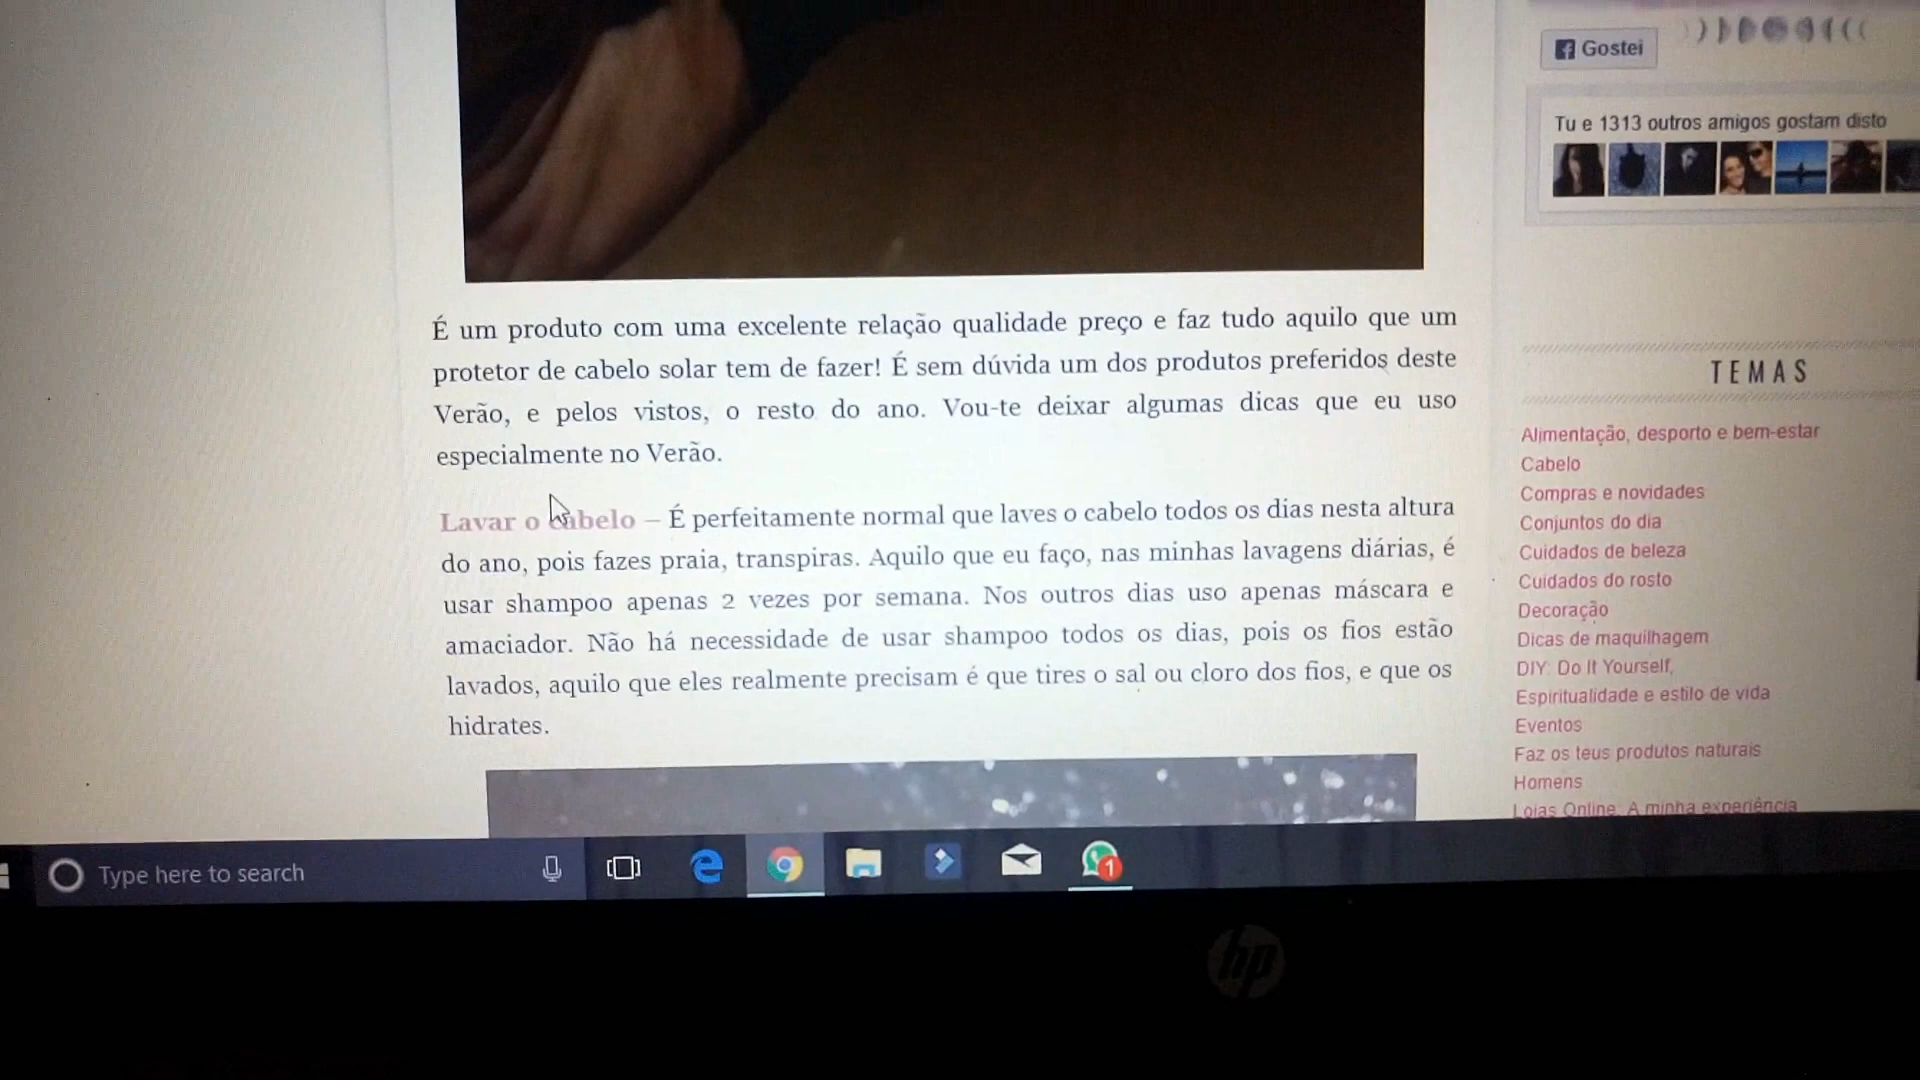 Gostei
Tu e 1313 outros amigos gostam disto
É um produto com uma excelente relação qualidade preço e faz tudo aquilo que um
protetor de cabelo solar tem de fazer! É sem dúvida um dos produtos preferidos deste
Verão, e pelos vistos, o resto do ano. Vou-te deixar algumas dicas que eu uso
especialmente no Verão.
Lavar o cabelo – É perfeitamente normal que laves o cabelo todos os dias nesta altura
do ano, pois fazes praia, transpiras. Aquilo que eu faço, nas minhas lavagens diárias, é
usar shampoo apenas 2 vezes por semana. Nos outros dias uso apenas máscara e
amaciador. Não há necessidade de usar shampoo todos os dias, pois os fios estão
lavados, aquilo que eles realmente precisam é que tires o sal ou cloro dos fios, e que os
hidrates.
TEMAS
Alimentação, desporto e bem-estar
Cabelo
Compras e novidades
Conjuntos do dia
Cuidados de beleza
Cuidados do rosto
Decoração
Dicas de maquilhagem
DIY: Do It Yourself,
Espiritualidade e estilo de vida
Eventos
Faz os teus produtos naturais
Homens
Lojas Online: A minha experiência
Type here to search
1
hp